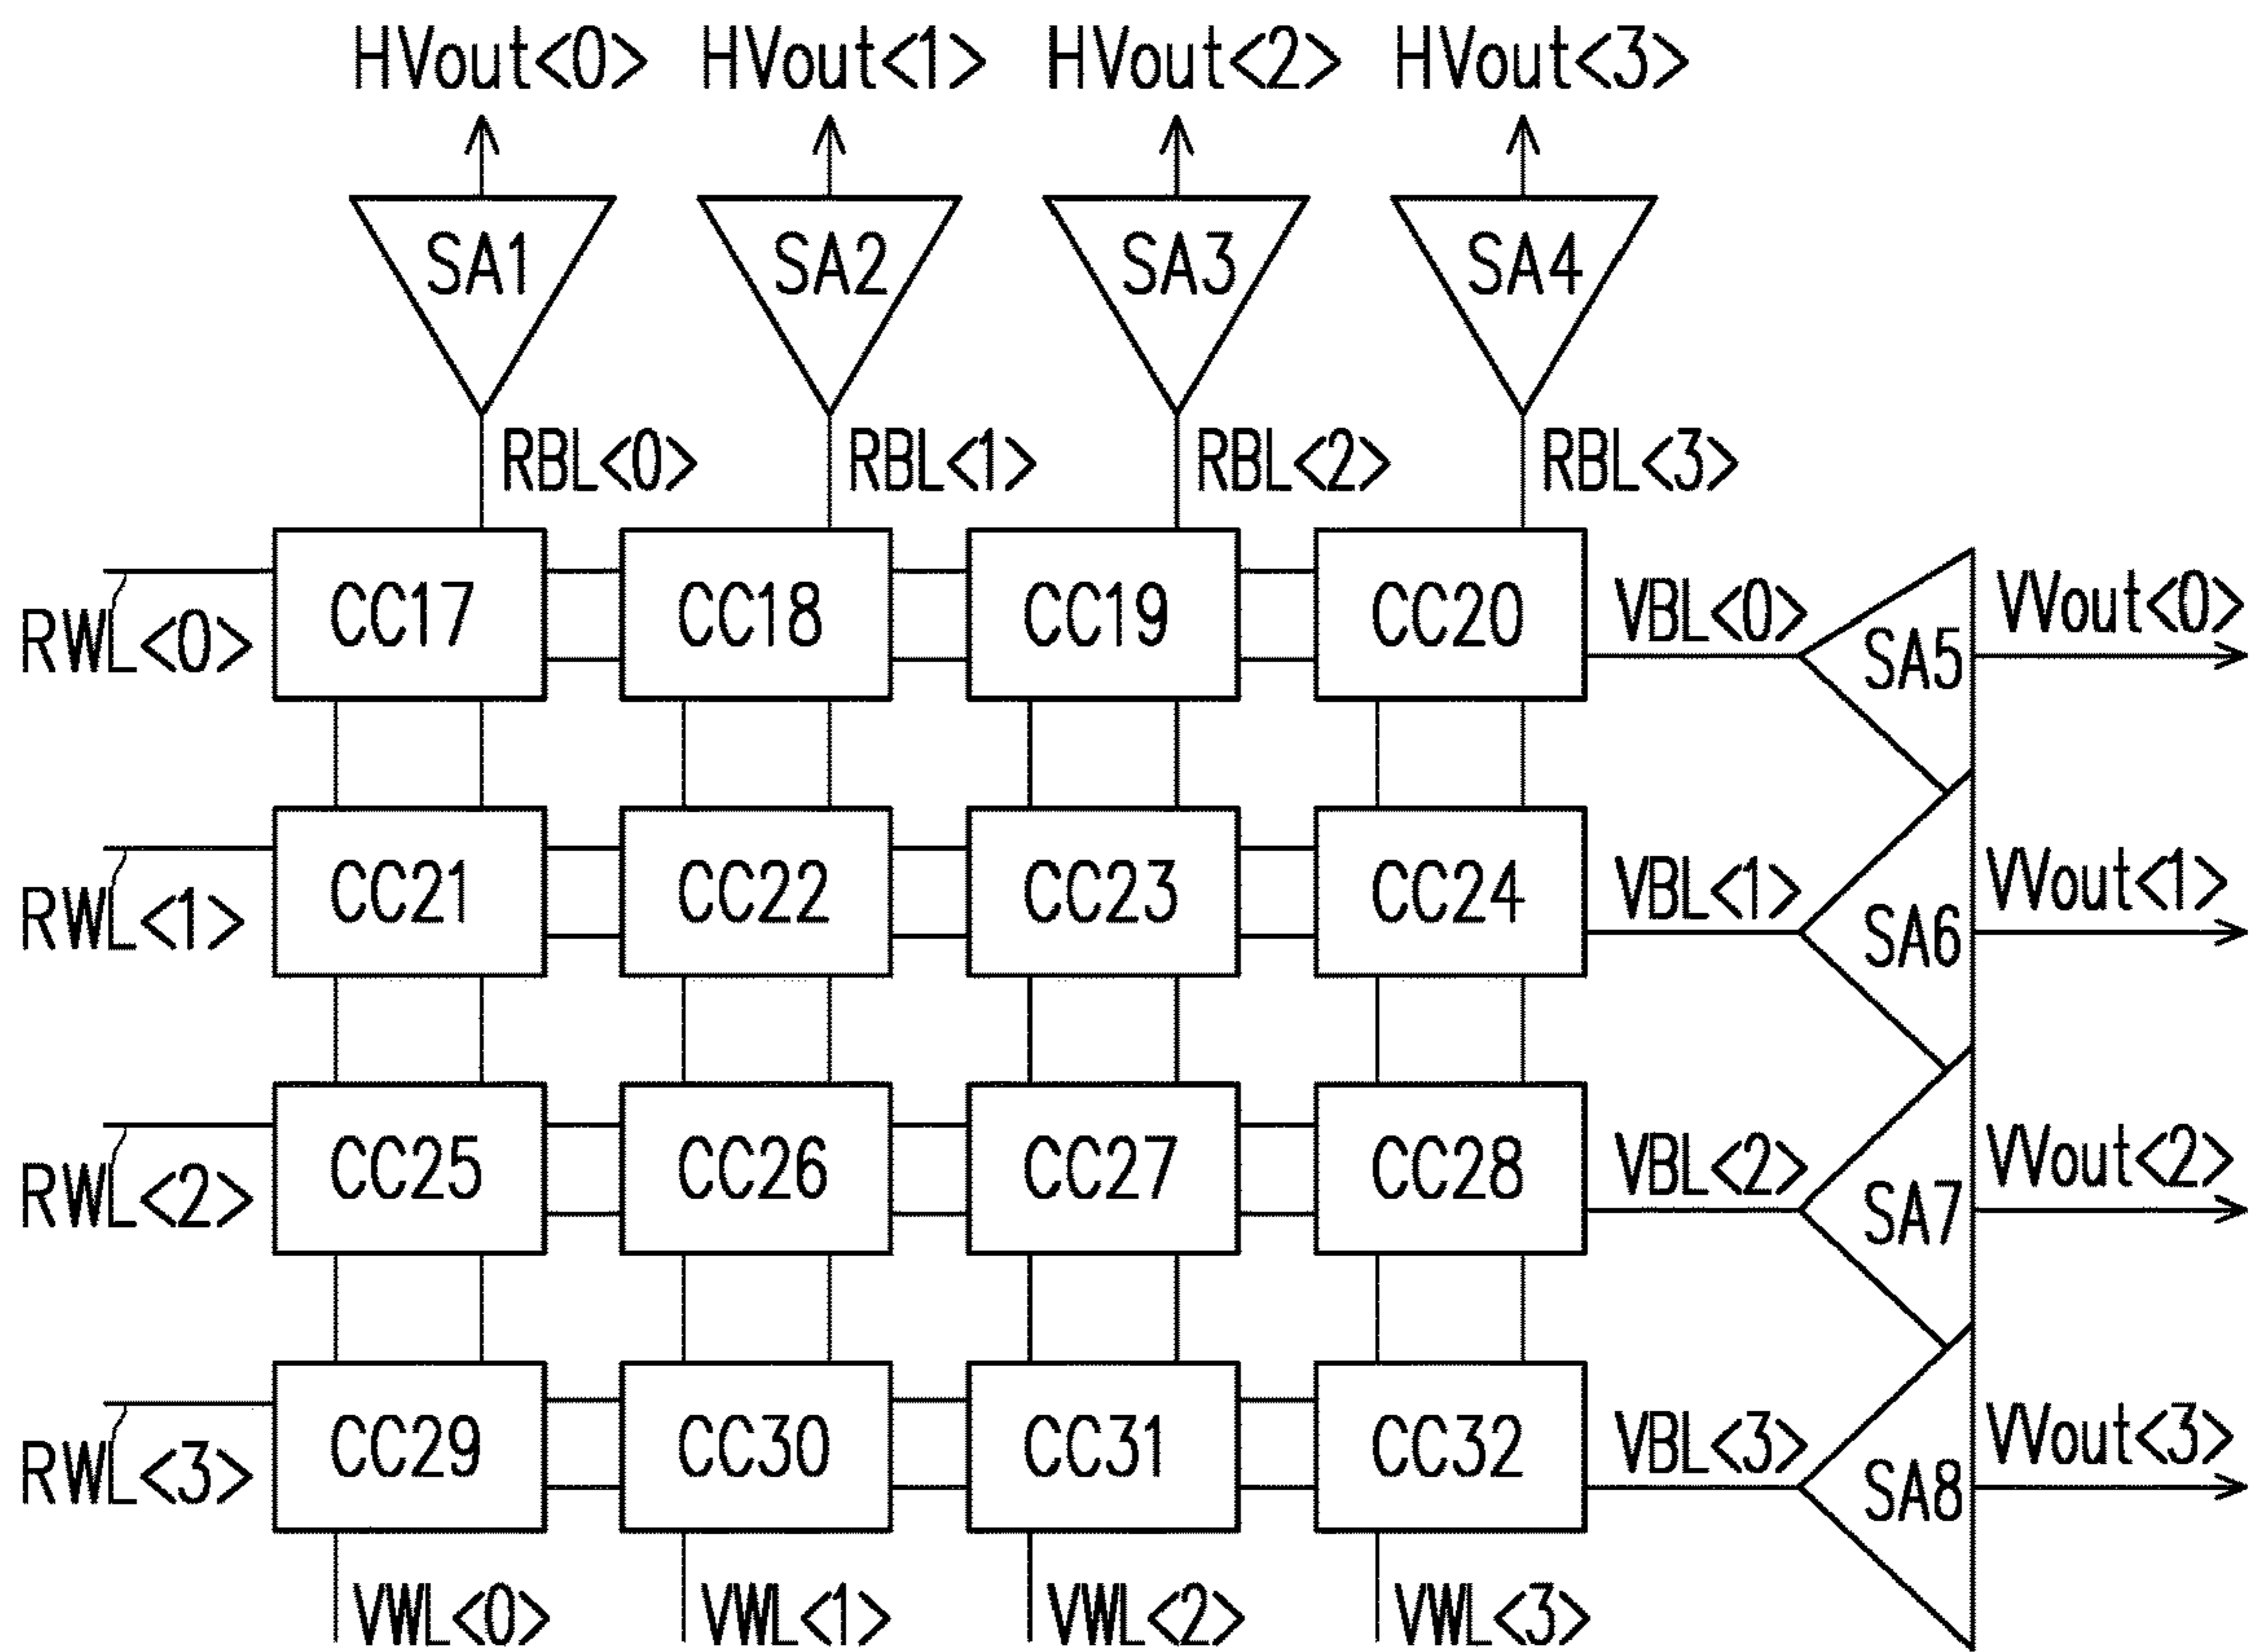 HVout<0> HVout<1> HVout<2> HVout<3>
SA1 SA2 SA3 SA4
RBL<0> RBL<1> RBL<2> RBL<3>
RWL<0> CC17 CC18 CC19 CC20 VBL<0> SA5 VVout<0>
RWL<1> CC21 CC22 CC23 CC24 VBL<1> SA6 VVout<1>
RWL<2> CC25 CC26 CC27 CC28 VBL<2> SA7 VVout<2>
RWL<3> CC29 CC30 CC31 CC32 VBL<3> SA8 VVout<3>
VWL<0> VWL<1> VWL<2> VWL<3>